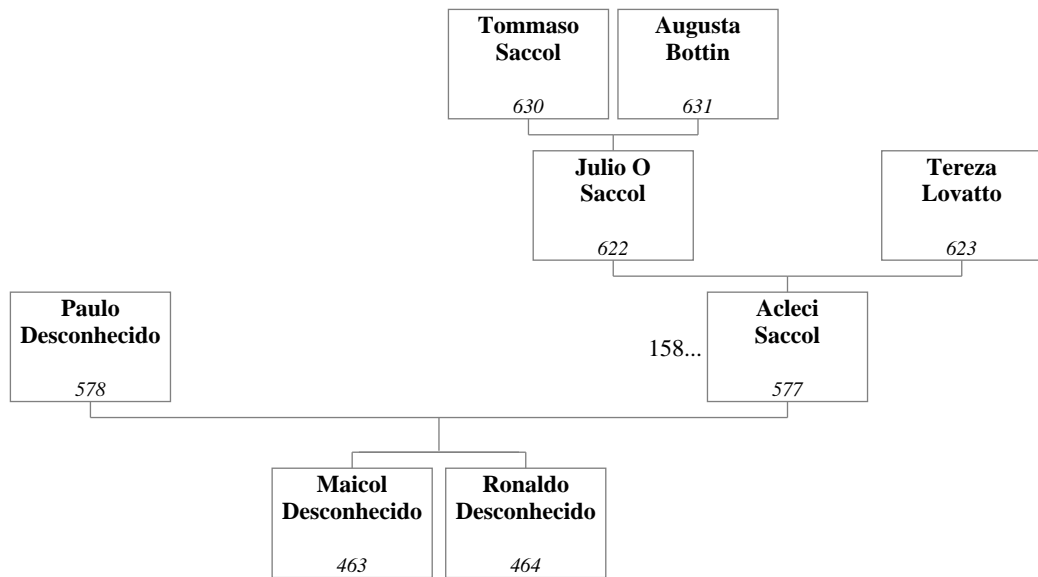 Tommaso
Saccol
630
Augusta
Bottin
631
Julio O
Saccol
622
Tereza
Lovatto
623
Paulo
Desconhecido
578
158...
Acleci
Saccol
577
Maicol
Desconhecido
463
Ronaldo
Desconhecido
464